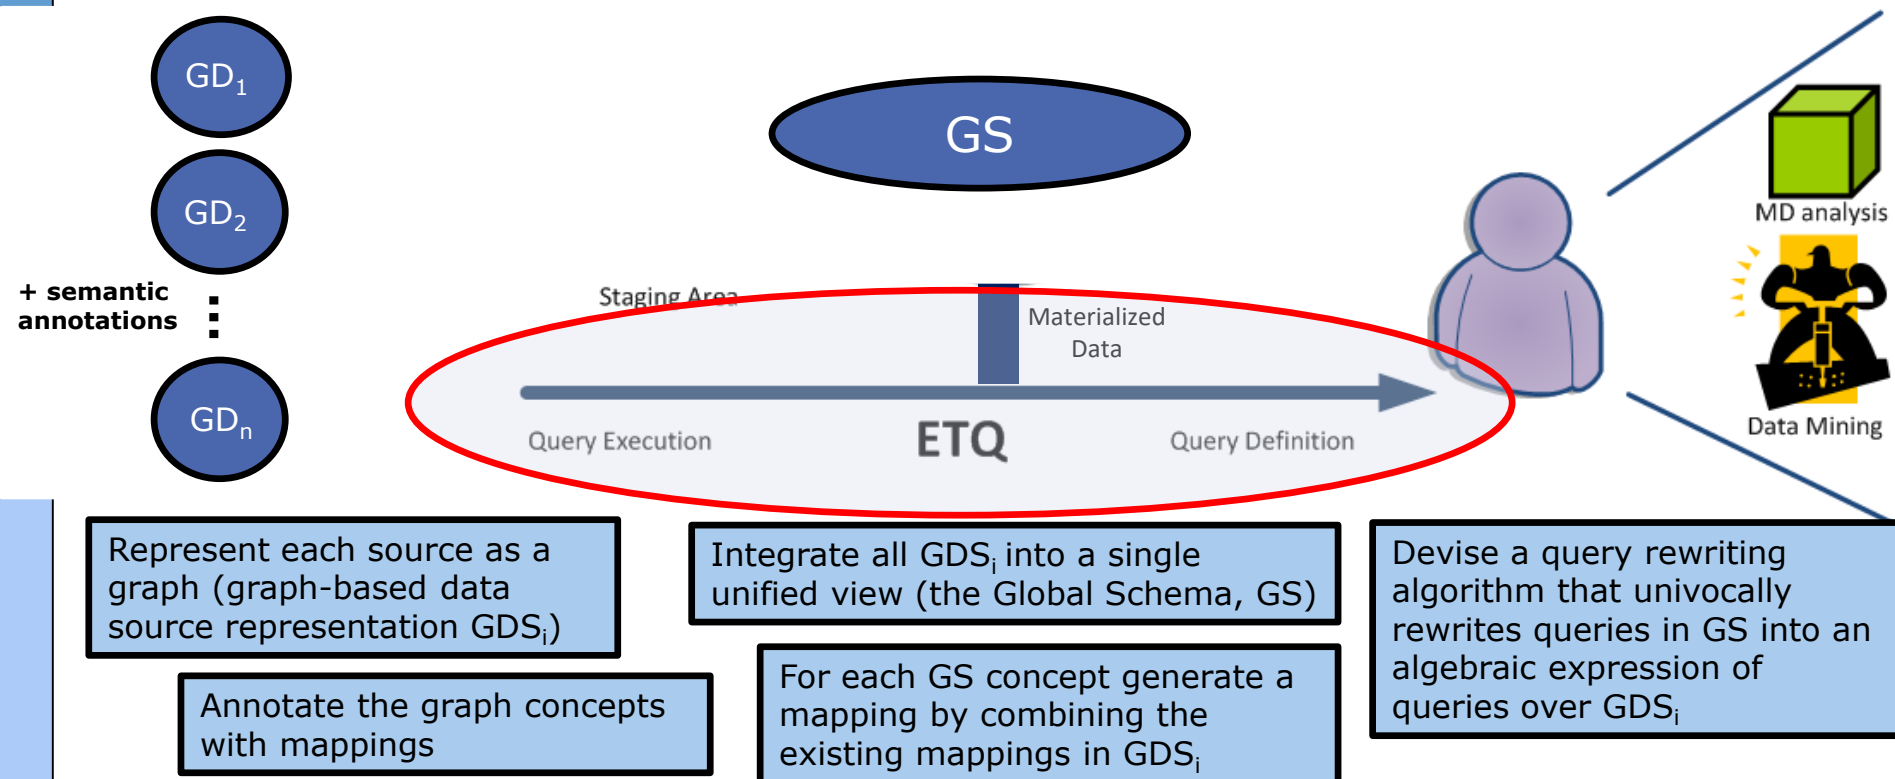 GD₁
GS
GD₂
MD analysis
+ semantic
annotations
Staging Area
Materialized
Data
GDₙ
Query Execution
ETQ
Query Definition
Data Mining
Represent each source as a
graph (graph-based data
source representation GDSᵢ)
Annotate the graph concepts
with mappings
Integrate all GDSᵢ into a single
unified view (the Global Schema, GS)
For each GS concept generate a
mapping by combining the
existing mappings in GDSᵢ
Devise a query rewriting
algorithm that univocally
rewrites queries in GS into an
algebraic expression of
queries over GDSᵢ